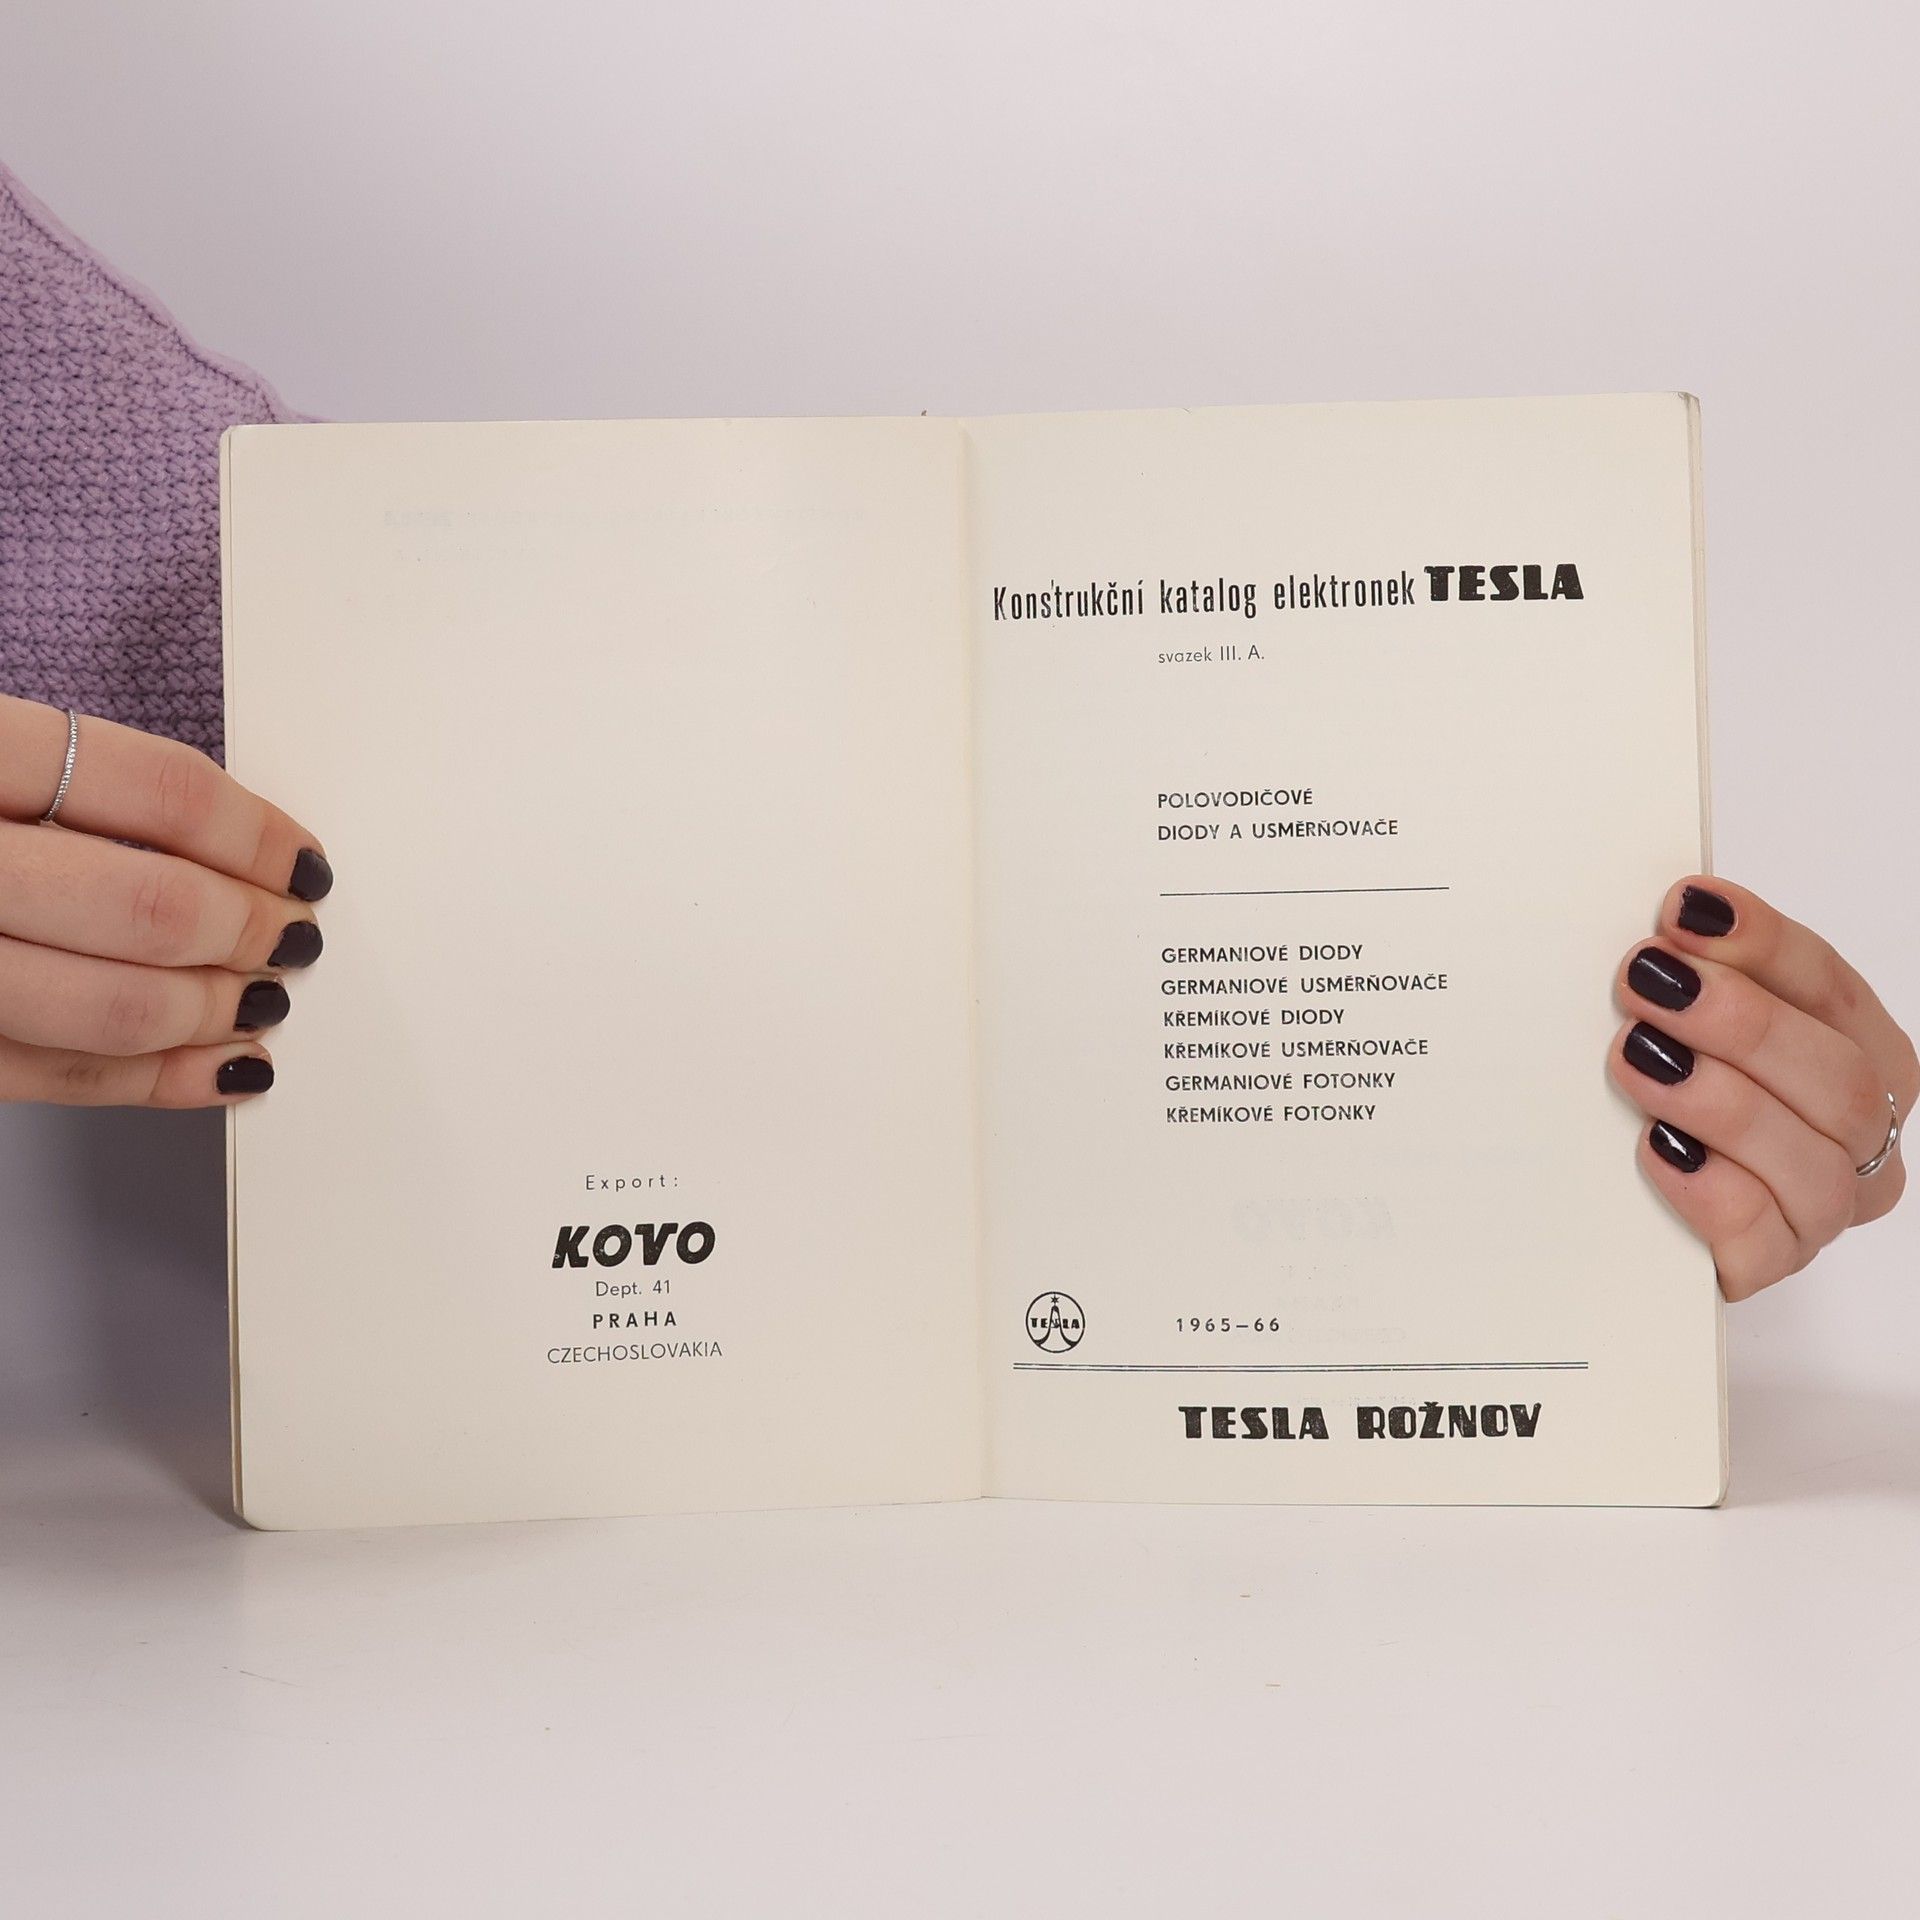 Export:
KOVO
Dept. 41
PRAHA
CZECHOSLOVAKIA
Konstrukční katalog elektronek TESLA
svazek III. A.
POLOVODIČOVÉ
DIODY A USMĚRŇOVAČE
GERMANIOVÉ DIODY
GERMANIOVÉ USMĚRŇOVAČE
KŘEMÍKOVÉ DIODY
KŘEMÍKOVÉ USMĚRŇOVAČE
GERMANIOVÉ FOTONKY
KŘEMÍKOVÉ FOTONKY
TESLA
1965–66
TESLA ROŽNOV